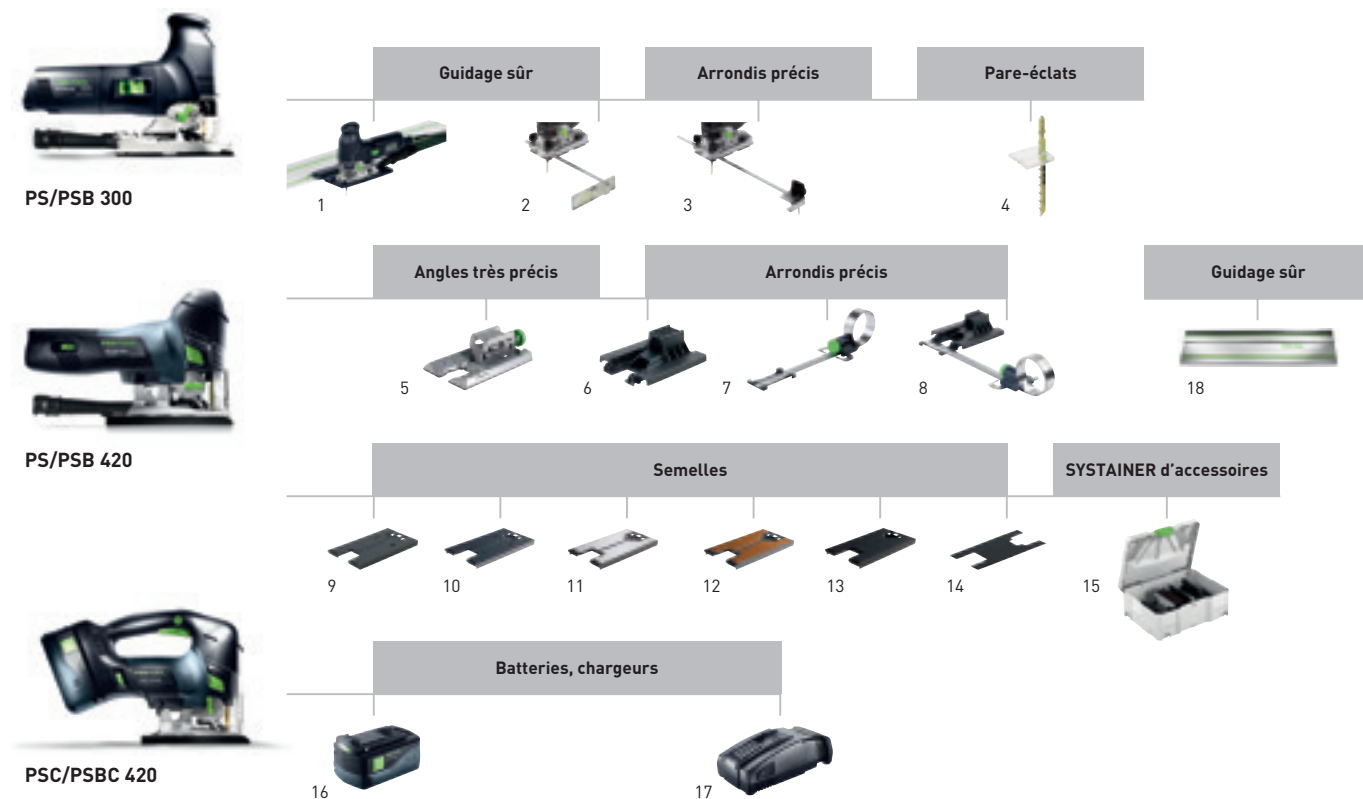 Guidage sûr
Arrondis précis
Pare-éclats
PS/PSB 300
1
2
3
4
Angles très précis
Arrondis précis
Guidage sûr
5
6
7
8
18
PS/PSB 420
Semelles
SYSTAINER d’accessoires
9
10
11
12
13
14
15
Batteries, chargeurs
PSC/PSBC 420
16
17